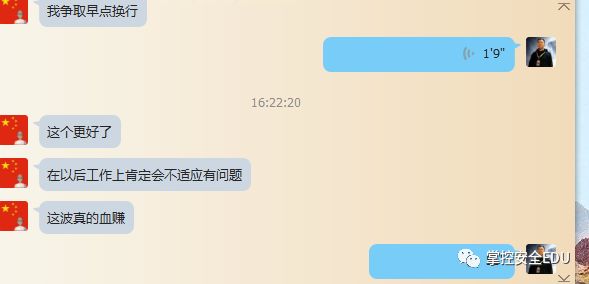 我争取早点换行
1'9"
16:22:20
这个更好了
在以后工作上肯定会不适应有问题
这波真的血赚
掌控安全EDU